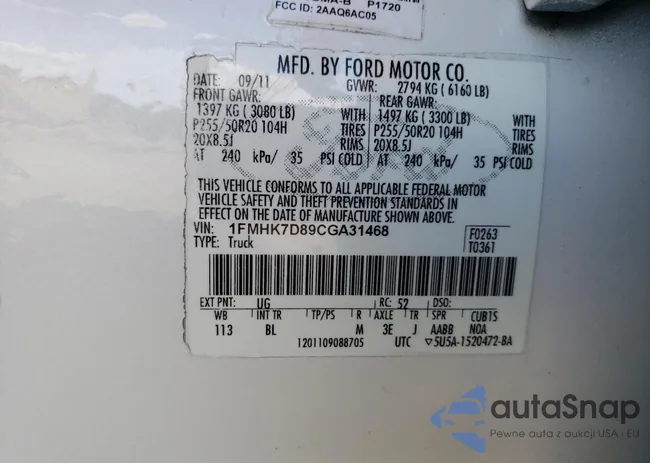 DMA-B P1720
FCC ID: 2AAQ6AC05
MFD. BY FORD MOTOR CO.
DATE: 09/11 GVWR: 2794 KG ( 6160 LB)
FRONT GAWR: REAR GAWR:
1397 KG ( 3080 LB) WITH 1497 KG ( 3300 LB) WITH
P255/50R20 104H TIRES P255/50R20 104H TIRES
20X8.5J RIMS 20X8.5J RIMS
AT 240 kPa/ 35 PSI COLD AT 240 kPa/ 35 PSI COLD
Ford
THIS VEHICLE CONFORMS TO ALL APPLICABLE FEDERAL MOTOR
VEHICLE SAFETY AND THEFT PREVENTION STANDARDS IN
EFFECT ON THE DATE OF MANUFACTURE SHOWN ABOVE.
VIN: 1FMHK7D89CGA31468 F0263
TYPE: Truck T0361
EXT PNT: UG RC: 52 DSO:
WB INT TR TP/PS R AXLE TR SPR CUBTS
113 BL M 3E J AABB NOA
1201109088705 UTC ▽5U5A-1520472-BA
autaSnap
Pewne auta z aukcji USA - EU